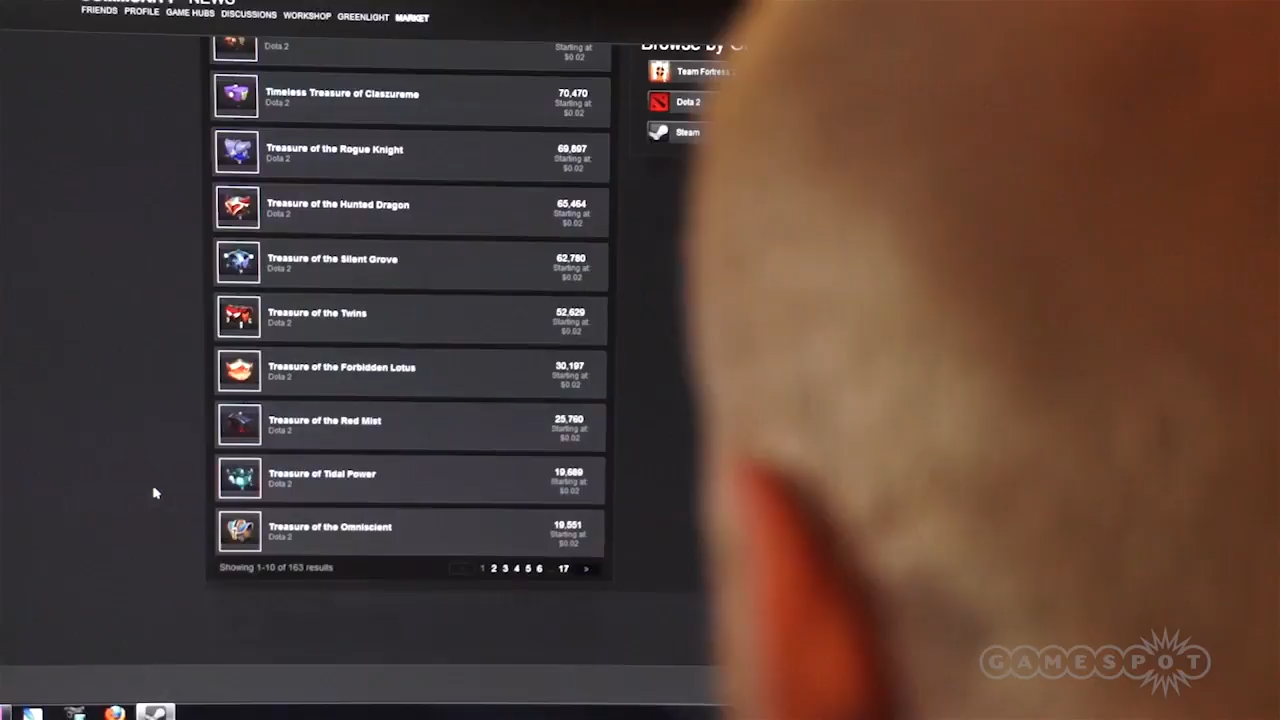 NEWS
FRIENDS PROFILE GAME HUBS DISCUSSIONS WORKSHOP GREENLIGHT MARKET
Dota 2
Starting at
$0.02
Timeless Treasure of Claszureme
Dota 2
70,470
Starting at
$0.02
Treasure of the Rogue Knight
Dota 2
69,897
Starting at
$0.02
Treasure of the Hunted Dragon
Dota 2
65,464
Starting at
$0.02
Treasure of the Silent Grove
Dota 2
62,780
Starting at
$0.02
Treasure of the Twins
Dota 2
52,629
Starting at
$0.02
Treasure of the Forbidden Lotus
Dota 2
30,197
Starting at
$0.02
Treasure of the Red Mist
Dota 2
25,760
Starting at
$0.02
Treasure of Tidal Power
Dota 2
19,689
Starting at
$0.02
Treasure of the Omniscient
Dota 2
19,551
Starting at
$0.02
Showing 1-10 of 163 results
1 2 3 4 5 6 ... 17 >
Browse by
Team Fortress
Dota 2
Steam
GAMESPOT